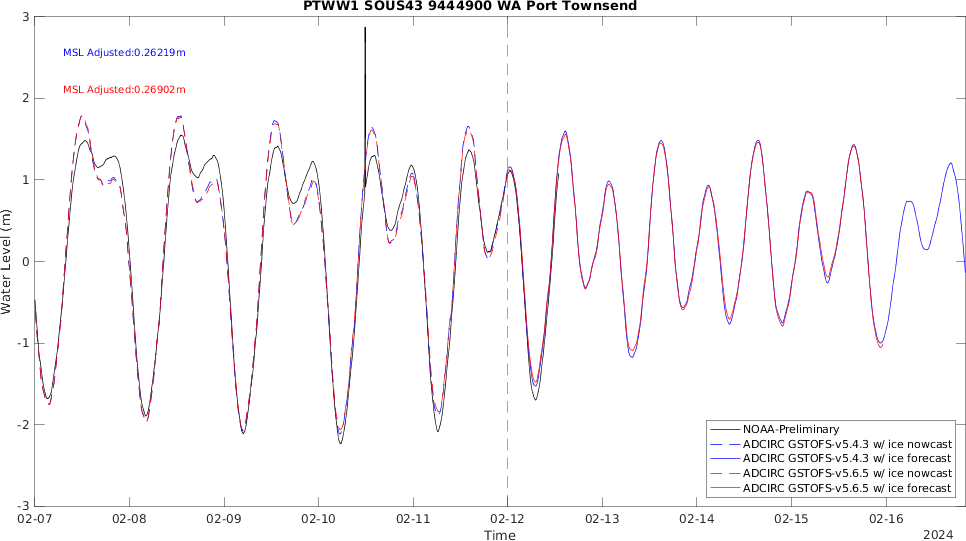 PTWW1 SOUS43 9444900 WA Port Townsend
MSL Adjusted:0.26219m
MSL Adjusted:0.26902m
Water Level (m)
3
2
1
0
-1
-2
-3
02-07
02-08
02-09
02-10
02-11
02-12
02-13
02-14
02-15
02-16
Time
2024
NOAA-Preliminary
ADCIRC GSTOFS-v5.4.3 w/ ice nowcast
ADCIRC GSTOFS-v5.4.3 w/ ice forecast
ADCIRC GSTOFS-v5.6.5 w/ ice nowcast
ADCIRC GSTOFS-v5.6.5 w/ ice forecast